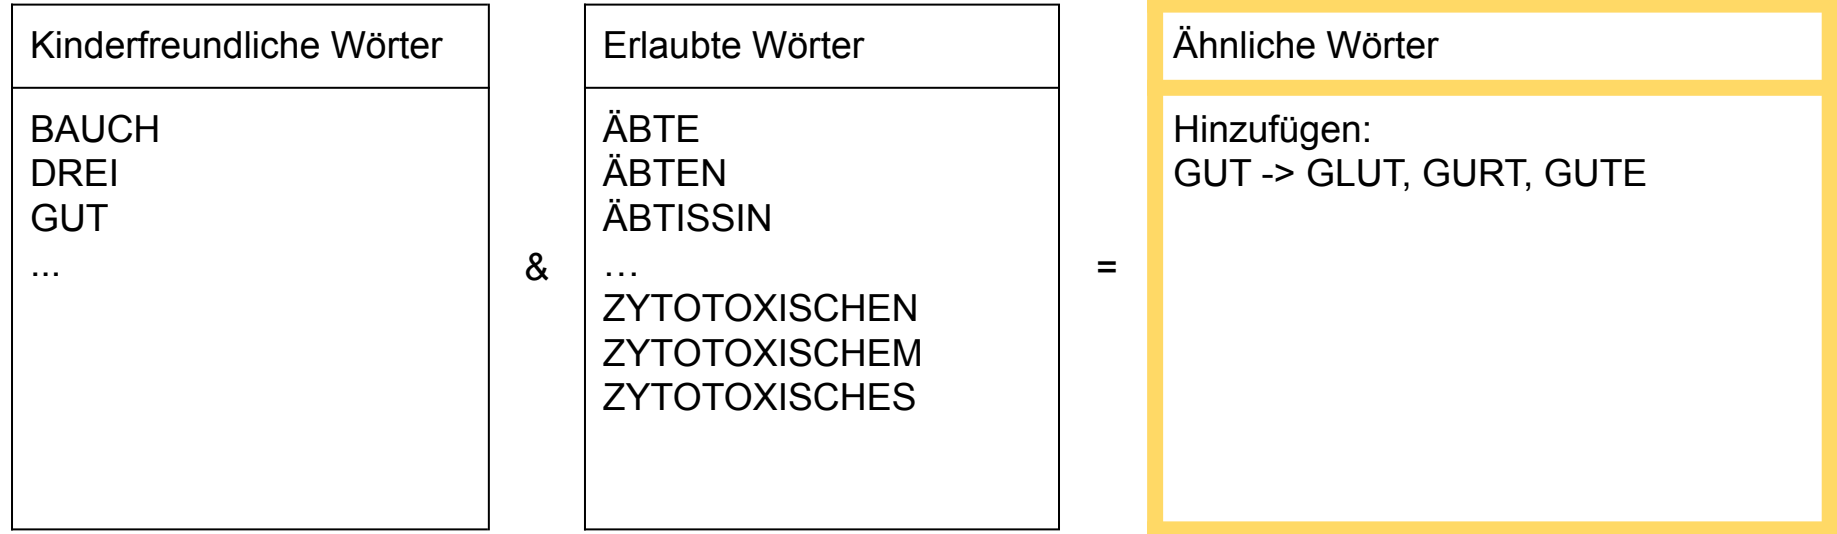 Kinderfreundliche Wörter
BAUCH
DREI
GUT
...
&
Erlaubte Wörter
ÄBTE
ÄBTEN
ÄBTISSIN
…
ZYTOTOXISCHEN
ZYTOTOXISCHEM
ZYTOTOXISCHES
=
Ähnliche Wörter
Hinzufügen:
GUT -> GLUT, GURT, GUTE